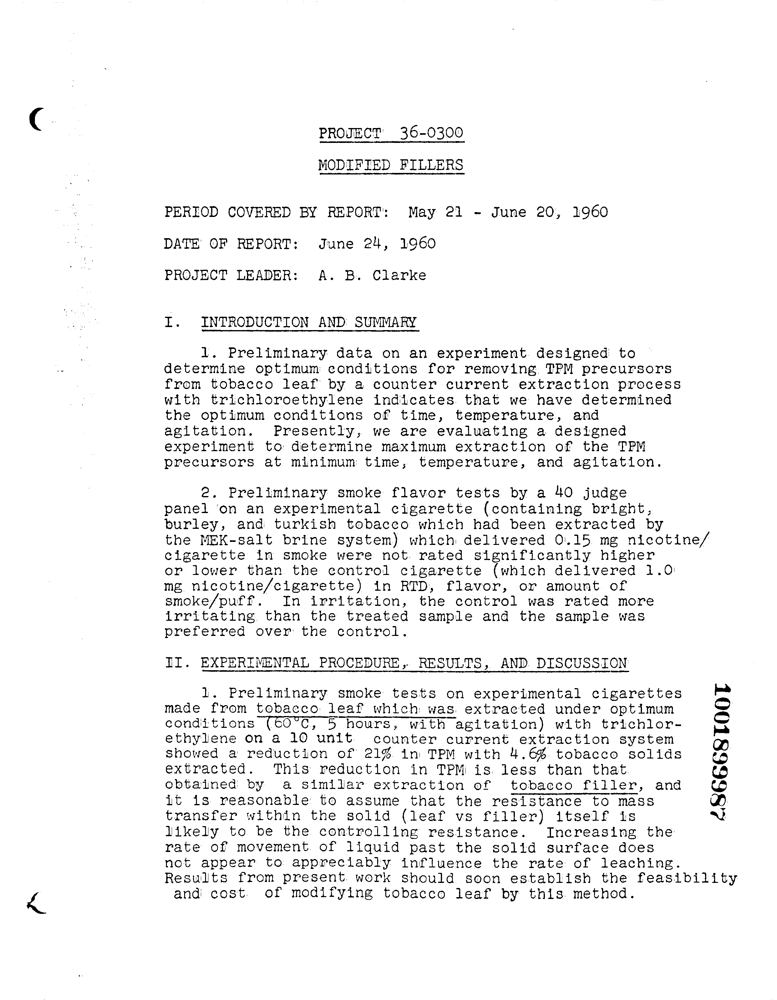 PROJECT 36-0300
MODIFIED FILLERS
PERIOD COVERED BY REPORT: May 21 - June 20, 1960
DATE OF REPORT: June 24, 1960
PROJECT LEADER: A. B. Clarke
I. INTRODUCTION AND SUMMARY
1. Preliminary data on an experiment designed to
determine optimum conditions for removing TPM precursors
from tobacco leaf by a counter current extraction process
with trichloroethylene indicates that we have determined
the optimum conditions of time, temperature, and
agitation. Presently, we are evaluating a designed
experiment to determine maximum extraction of the TPM
precursors at minimum time, temperature, and agitation.
2. Preliminary smoke flavor tests by a 40 judge
panel on an experimental cigarette (containing bright,
burley, and turkish tobacco which had been extracted by
the MEK-salt brine system) which delivered 0.15 mg nicotine/
cigarette in smoke were not rated significantly higher
or lower than the control cigarette (which delivered 1.0
mg nicotine/cigarette) in RTD, flavor, or amount of
smoke/puff. In irritation, the control was rated more
irritating than the treated sample and the sample was
preferred over the control.
II. EXPERIMENTAL PROCEDURE, RESULTS, AND DISCUSSION
1. Preliminary smoke tests on experimental cigarettes
made from tobacco leaf which was extracted under optimum
conditions (60°C, 5 hours, with agitation) with trichlor-
ethylene on a 10 unit counter current extraction system
showed a reduction of 21% in TPM with 4.6% tobacco solids
extracted. This reduction in TPM is less than that
obtained by a similar extraction of tobacco filler, and
it is reasonable to assume that the resistance to mass
transfer within the solid (leaf vs filler) itself is
likely to be the controlling resistance. Increasing the
rate of movement of liquid past the solid surface does
not appear to appreciably influence the rate of leaching.
Results from present work should soon establish the feasibility
and cost of modifying tobacco leaf by this method.
1001899987